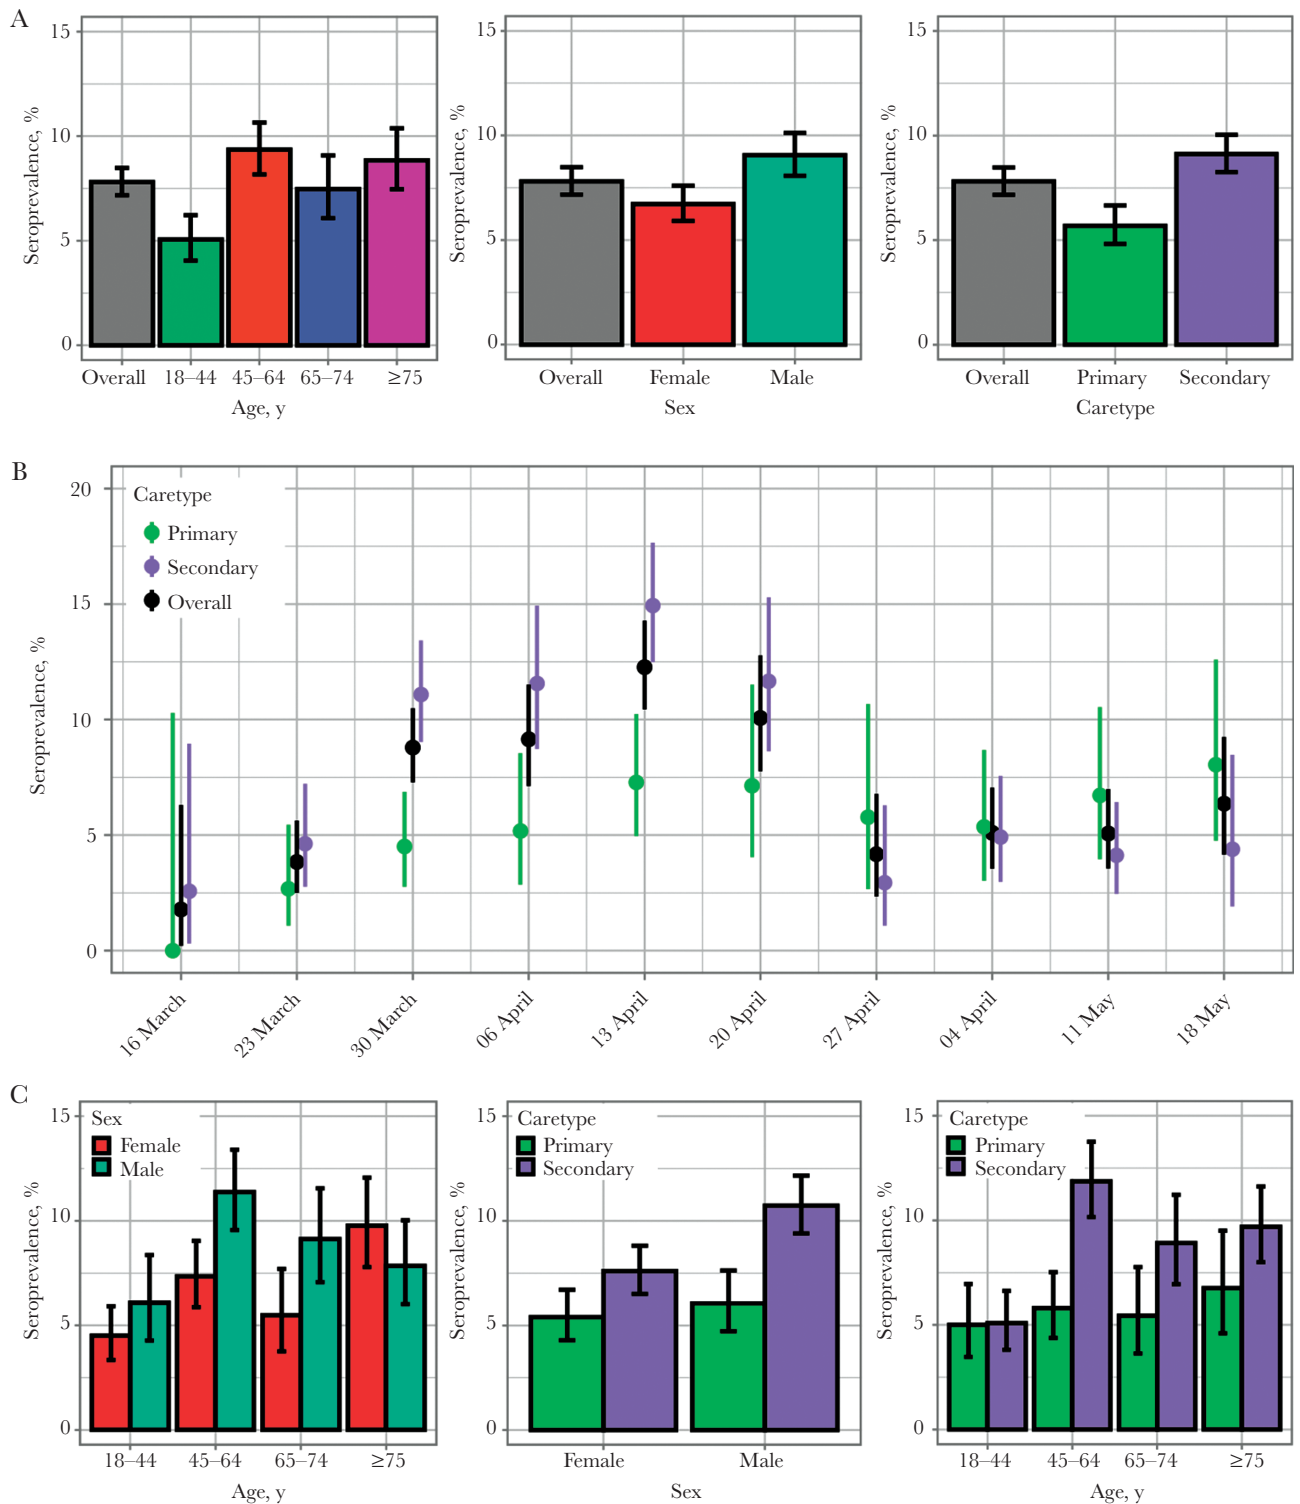 A
15
10
5
0
Seroprevalence, %
Overall 18–44 45–64 65–74 ≥75
Age, y
15
10
5
0
Seroprevalence, %
Overall Female Male
Sex
15
10
5
0
Seroprevalence, %
Overall Primary Secondary
Caretype
B
20
15
10
5
0
Seroprevalence, %
Caretype
Primary
Secondary
Overall
16 March
23 March
30 March
06 April
13 April
20 April
27 April
04 April
11 May
18 May
C
15
10
5
0
Seroprevalence, %
Sex
Female
Male
18–44 45–64 65–74 ≥75
Age, y
15
10
5
0
Seroprevalence, %
Caretype
Primary
Secondary
Female Male
Sex
15
10
5
0
Seroprevalence, %
Caretype
Primary
Secondary
18–44 45–64 65–74 ≥75
Age, y